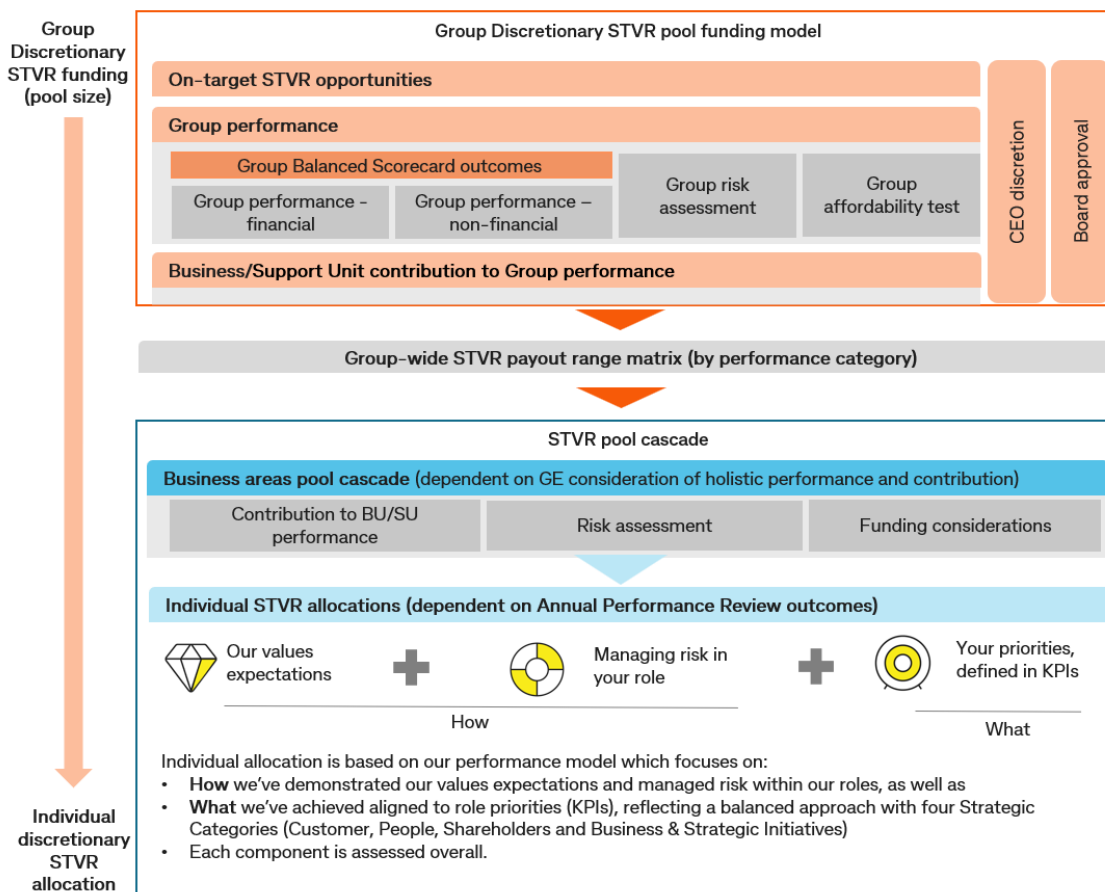 Group
Discretionary
STVR funding
(pool size)
Group Discretionary STVR pool funding model
On-target STVR opportunities
Group performance
Group Balanced Scorecard outcomes
Group performance -
financial
Group performance –
non-financial
Group risk
assessment
Group
affordability test
Business/Support Unit contribution to Group performance
CEO discretion
Board approval
Group-wide STVR payout range matrix (by performance category)
STVR pool cascade
Business areas pool cascade (dependent on GE consideration of holistic performance and contribution)
Contribution to BU/SU
performance
Risk assessment
Funding considerations
Individual STVR allocations (dependent on Annual Performance Review outcomes)
Our values
expectations
Managing risk in
your role
Your priorities,
defined in KPIs
How
What
Individual allocation is based on our performance model which focuses on:
• How we’ve demonstrated our values expectations and managed risk within our roles, as well as
• What we’ve achieved aligned to role priorities (KPIs), reflecting a balanced approach with four Strategic
Categories (Customer, People, Shareholders and Business & Strategic Initiatives)
• Each component is assessed overall.
Individual
discretionary
STVR
allocation